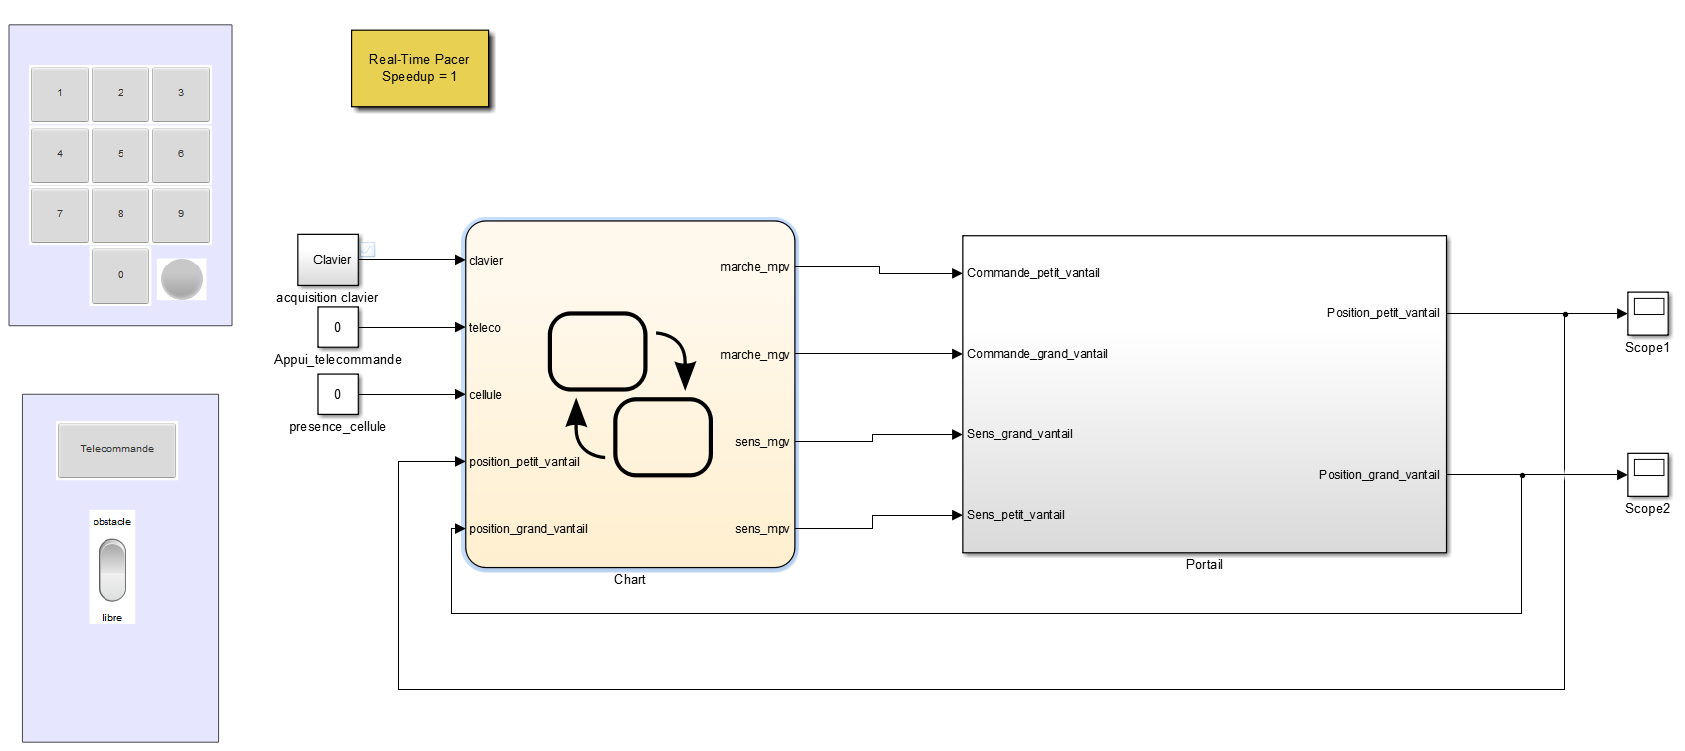 1
2
3
4
5
6
7
8
9
0
Telecommande
obstacle
libre
Real-Time Pacer
Speedup = 1
Clavier
acquisition clavier
0
Appui_telecommande
0
presence_cellule
clavier
teleco
cellule
position_petit_vantail
position_grand_vantail
marche_mpv
marche_mgv
sens_mgv
sens_mpv
Chart
Commande_petit_vantail
Commande_grand_vantail
Sens_grand_vantail
Sens_petit_vantail
Position_petit_vantail
Position_grand_vantail
Portail
Scope1
Scope2